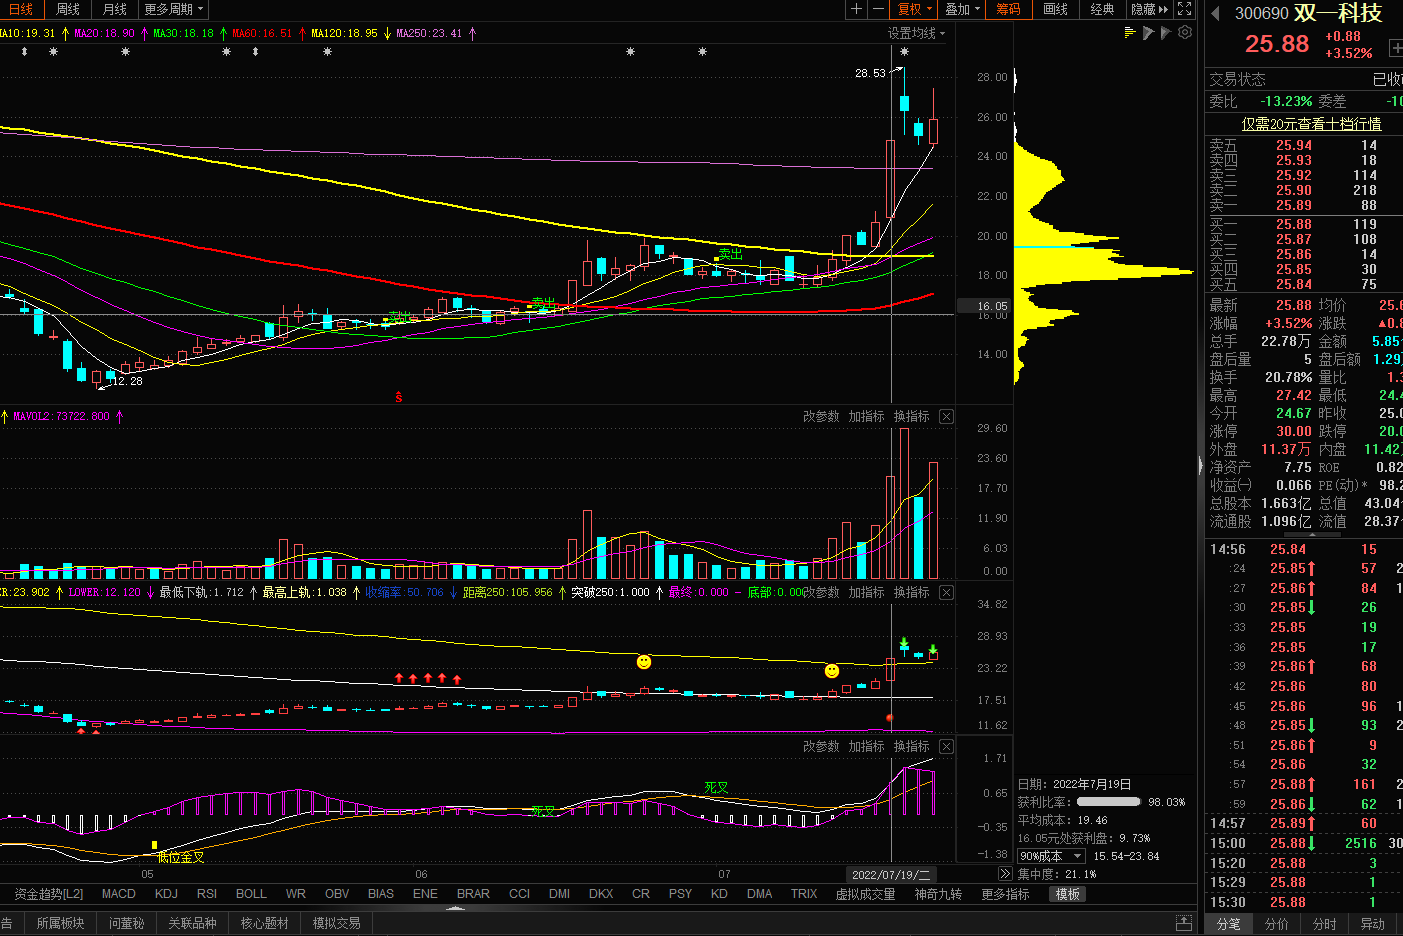 日线 周线 月线 更多周期 复权 叠加 筹码 画线 经典 隐藏 300690 双一科技
MA10:19.31 MA20:18.90 MA30:18.18 MA60:16.51 MA120:18.95 MA250:23.41 设置均线
25.88 +0.88
+3.52%
28.53
28.00
26.00
24.00
22.00
20.00
18.00
16.05
16.00
14.00
卖出
卖出
卖出
12.28
S
MAVOL2:73722.800 改参数 加指标 换指标
29.60
23.60
17.70
11.90
6.03
0.00
ER:23.902 LOWER:12.120 最低下轨:1.712 最高上轨:1.038 收缩率:50.706 距离250:105.956 突破250:1.000 最终:0.000 底部:0.00 改参数 加指标 换指标
34.82
28.93
23.22
17.51
11.62
改参数 加指标 换指标
1.71
0.65
-0.35
-1.38
死叉
死叉
低位金叉
05 06 07 2022/07/19/二
日期: 2022年7月19日
获利比率: 98.03%
平均成本: 19.46
16.05元处获利盘: 9.73%
90%成本 15.54-23.84
集中度: 21.1%
资金趋势[L2] MACD KDJ RSI BOLL WR OBV BIAS ENE BRAR CCI DMI DKX CR PSY KD DMA TRIX 虚拟成交量 神奇九转 更多指标 模板
告 所属板块 问董秘 关联品种 核心题材 模拟交易
交易状态 已收
委比 -13.23% 委差 -10
仅需20元查看十档行情
卖五 25.94 14
卖四 25.93 18
卖三 25.92 114
卖二 25.90 218
卖一 25.89 88
买一 25.88 119
买二 25.87 108
买三 25.86 14
买四 25.85 30
买五 25.84 75
最新 25.88 均价 25.6
涨幅 +3.52% 涨跌 ▲0.8
总手 22.78万 金额 5.85
盘后量 5 盘后额 1.29
换手 20.78% 量比 1.3
最高 27.42 最低 24.4
今开 24.67 昨收 25.0
涨停 30.00 跌停 20.0
外盘 11.37万 内盘 11.42
净资产 7.75 ROE 0.82
收益㈠ 0.066 PE(动)* 98.2
总股本 1.663亿 总值 43.04
流通股 1.096亿 流值 28.37
14:56 25.84 15
:24 25.85 57 2
:27 25.86 84 1
:30 25.85 26
:33 25.85 19
:36 25.85 17
:39 25.86 68
:42 25.86 80
:45 25.86 96 1
:48 25.85 93 2
:51 25.86 9
:54 25.86 32
:57 25.88 161 2
:59 25.86 62 1
14:57 25.89 60
15:00 25.88 2516 30
15:20 25.88 3
15:29 25.88 1
15:30 25.88 1
分笔 分价 分时 异动